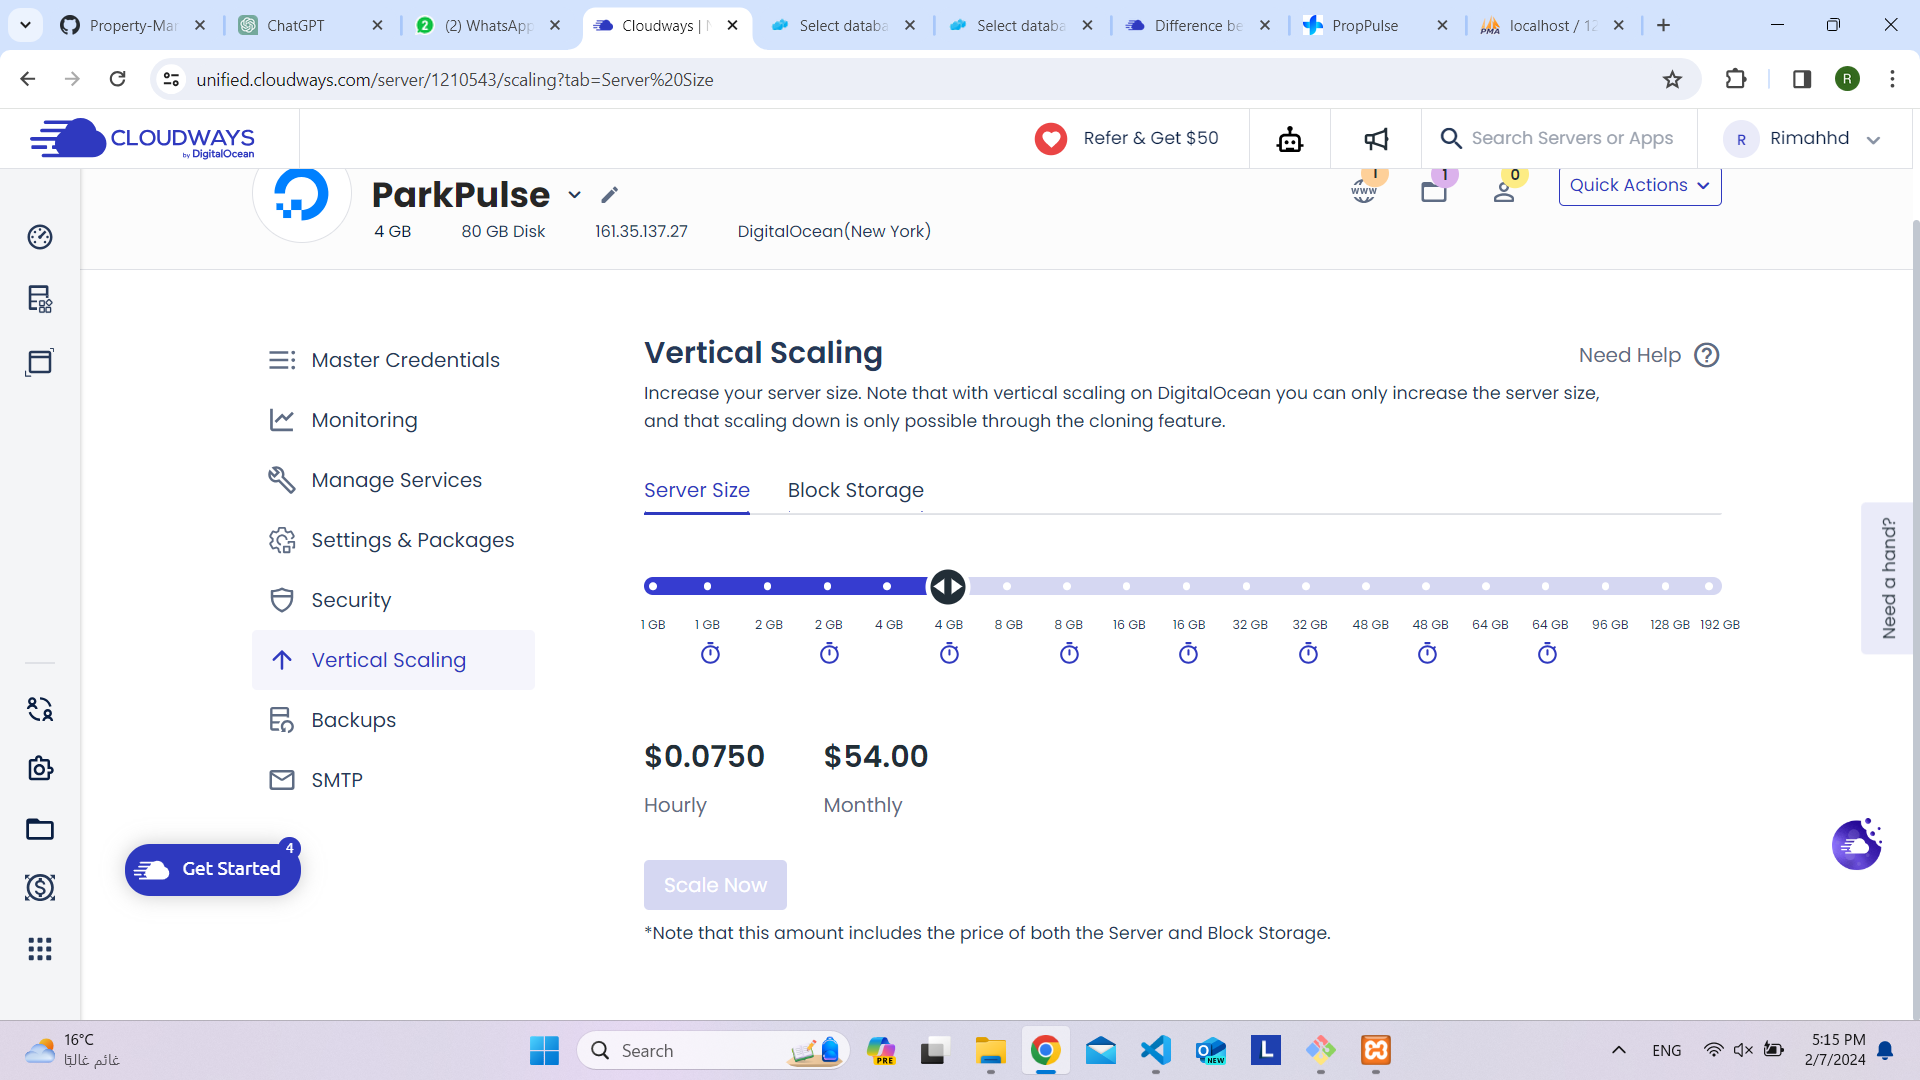 Property-Mar
ChatGPT
(2) WhatsApp
Cloudways |
Select databa
Select databa
Difference be
PropPulse
localhost / 12
unified.cloudways.com/server/1210543/scaling?tab=Server%20Size
R
CLOUDWAYS
by DigitalOcean
Refer & Get $50
Search Servers or Apps
R
Rimahhd
ParkPulse
www
1
1
0
Quick Actions
4 GB
80 GB Disk
161.35.137.27
DigitalOcean(New York)
Master Credentials
Monitoring
Manage Services
Settings & Packages
Security
Vertical Scaling
Backups
SMTP
Get Started
4
Vertical Scaling
Need Help
Increase your server size. Note that with vertical scaling on DigitalOcean you can only increase the server size,
and that scaling down is only possible through the cloning feature.
Server Size
Block Storage
1 GB 1 GB 2 GB 2 GB 4 GB 4 GB 8 GB 8 GB 16 GB 16 GB 32 GB 32 GB 48 GB 48 GB 64 GB 64 GB 96 GB 128 GB 192 GB
$0.0750
$54.00
Hourly
Monthly
Scale Now
*Note that this amount includes the price of both the Server and Block Storage.
Need a hand?
16°C
غائم غالبًا
Search
PRE
NEW
L
ENG
5:15 PM
2/7/2024